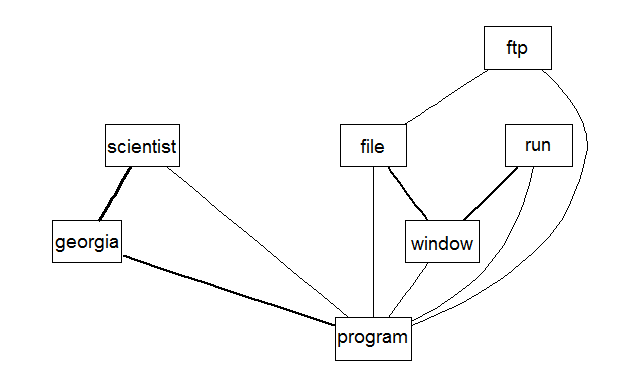 ftp
scientist
file
run
georgia
window
program